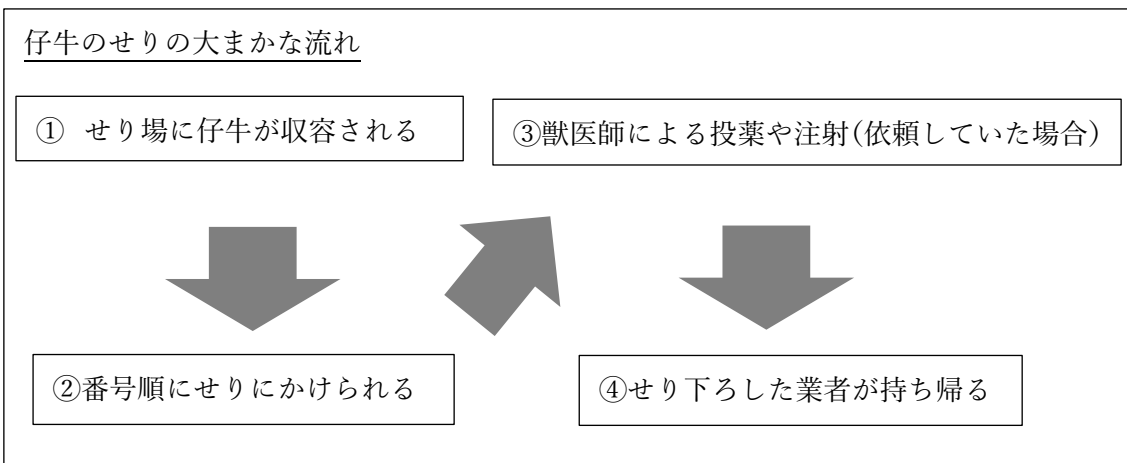 仔牛のせりの大まかな流れ
① せり場に仔牛が収容される
②番号順にせりにかけられる
③獣医師による投薬や注射(依頼していた場合)
④せり下ろした業者が持ち帰る